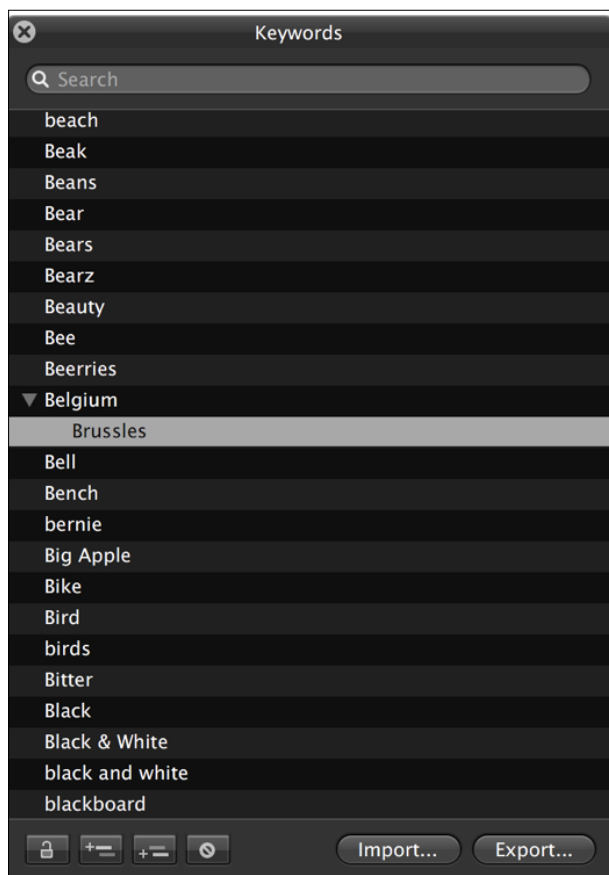 Keywords
Search
beach
Beak
Beans
Bear
Bears
Bearz
Beauty
Bee
Beerries
Belgium
Brussles
Bell
Bench
bernie
Big Apple
Bike
Bird
birds
Bitter
Black
Black & White
black and white
blackboard
Import... Export...